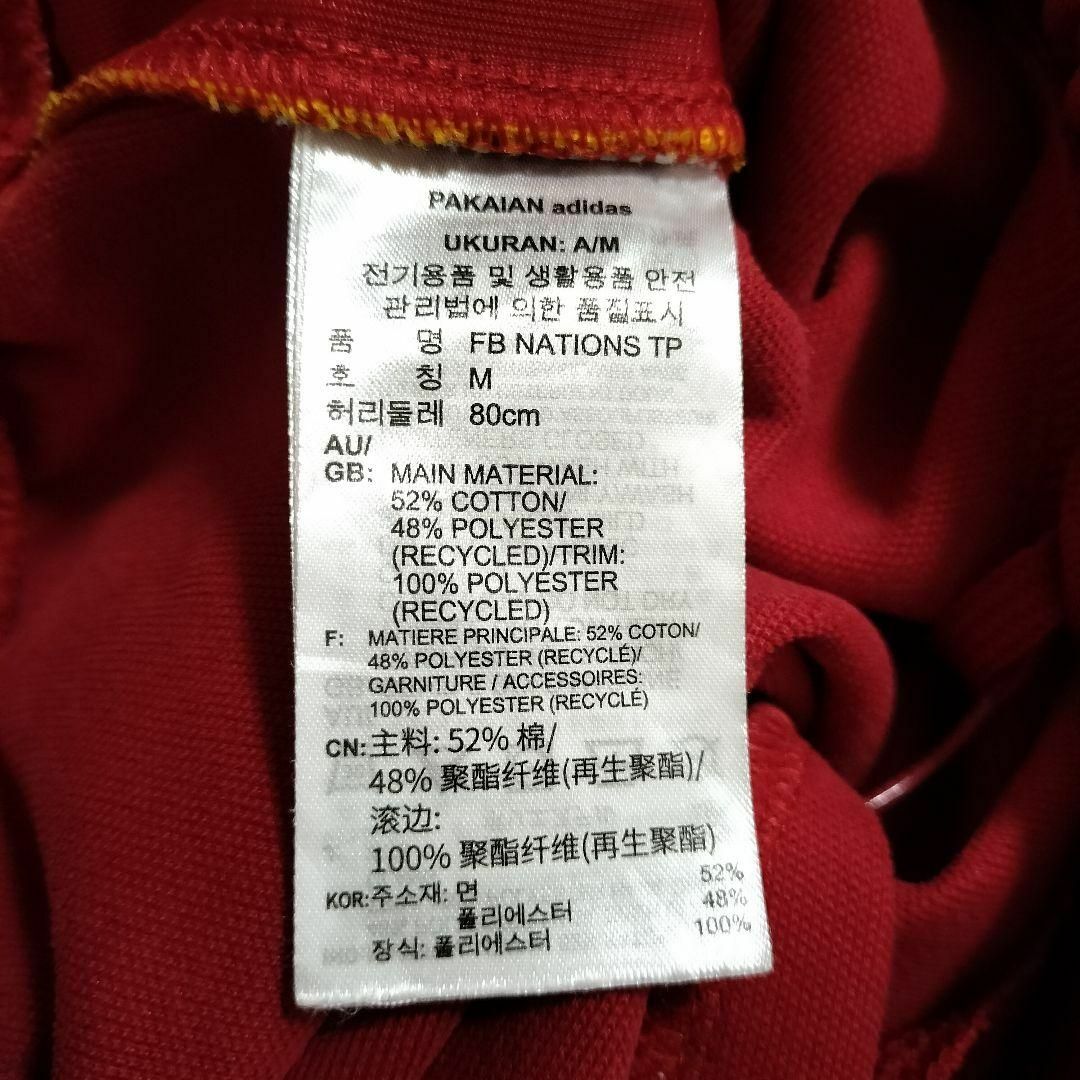 PAKAIAN adidas
UKURAN: A/M
전기용품 및 생활용품 안전
관리법에 의한 품질표시
품 명 FB NATIONS TP
호 칭 M
허리둘레 80cm
AU/
GB: MAIN MATERIAL:
52% COTTON/
48% POLYESTER
(RECYCLED)/TRIM:
100% POLYESTER
(RECYCLED)
F: MATIERE PRINCIPALE: 52% COTON/
48% POLYESTER (RECYCLÉ)/
GARNITURE / ACCESSOIRES:
100% POLYESTER (RECYCLÉ)
CN: 主料: 52% 棉/
48% 聚酯纤维(再生聚酯)/
滚边:
100% 聚酯纤维(再生聚酯)
KOR: 주소재: 면 52%
폴리에스터 48%
장식: 폴리에스터 100%